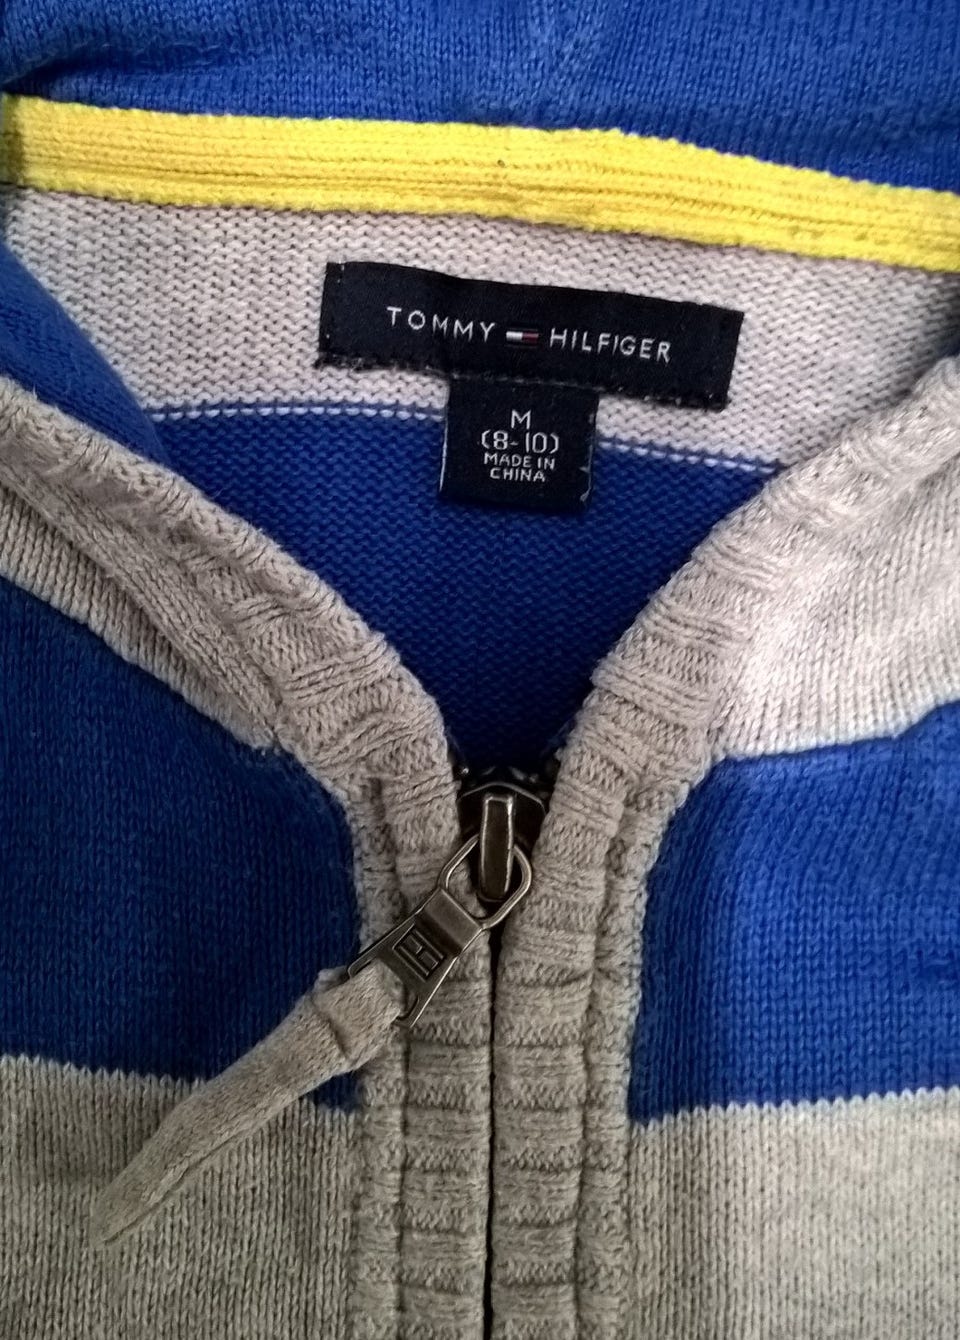 TOMMY HILFIGER
M
(8-10)
MADE IN
CHINA